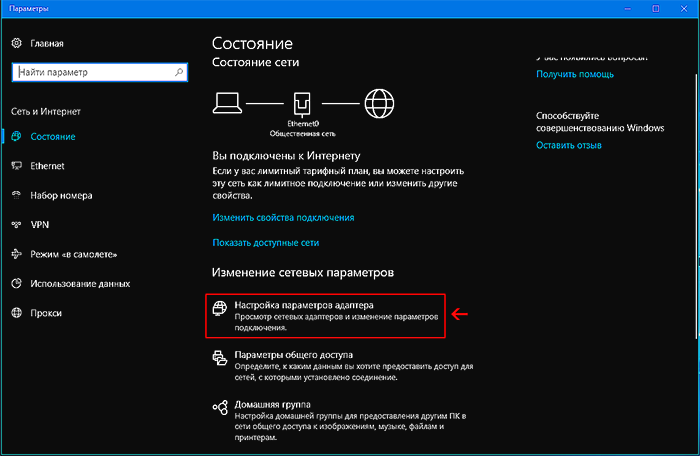 Параметры
Главная
Найти параметр
Сеть и Интернет
Состояние
Ethernet
Набор номера
VPN
Режим «в самолете»
Использование данных
Прокси
Состояние
Состояние сети
Ethernet0
Общественная сеть
Вы подключены к Интернету
Если у вас лимитный тарифный план, вы можете настроить
эту сеть как лимитное подключение или изменить другие
свойства.
Изменить свойства подключения
Показать доступные сети
Изменение сетевых параметров
Настройка параметров адаптера
Просмотр сетевых адаптеров и изменение параметров
подключения.
Параметры общего доступа
Определите, к каким данным вы хотите предоставить доступ для
сетей, с которыми установлено соединение.
Домашняя группа
Настройка домашней группы для предоставления другим ПК в
сети общего доступа к изображениям, музыке, файлам и
принтерам.
У вас появились вопросы?
Получить помощь
Способствуйте
совершенствованию Windows
Оставить отзыв